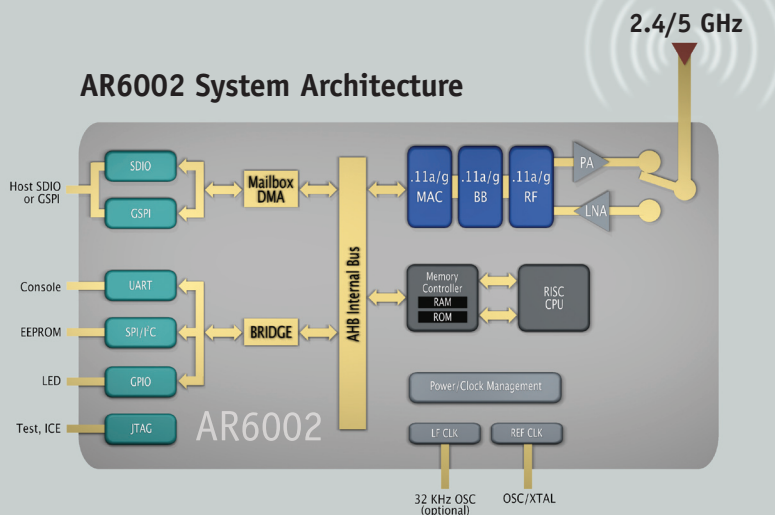 2.4/5 GHz
AR6002 System Architecture
Host SDIO
or GSPI
SDIO
GSPI
Mailbox
DMA
AHB Internal Bus
.11a/g
MAC
.11a/g
BB
.11a/g
RF
PA
LNA
Console
UART
EEPROM
SPI/I²C
LED
GPIO
Test, ICE
JTAG
BRIDGE
Memory
Controller
RAM
ROM
RISC
CPU
Power/Clock Management
AR6002
LF CLK
REF CLK
32 KHz OSC
(optional)
OSC/XTAL